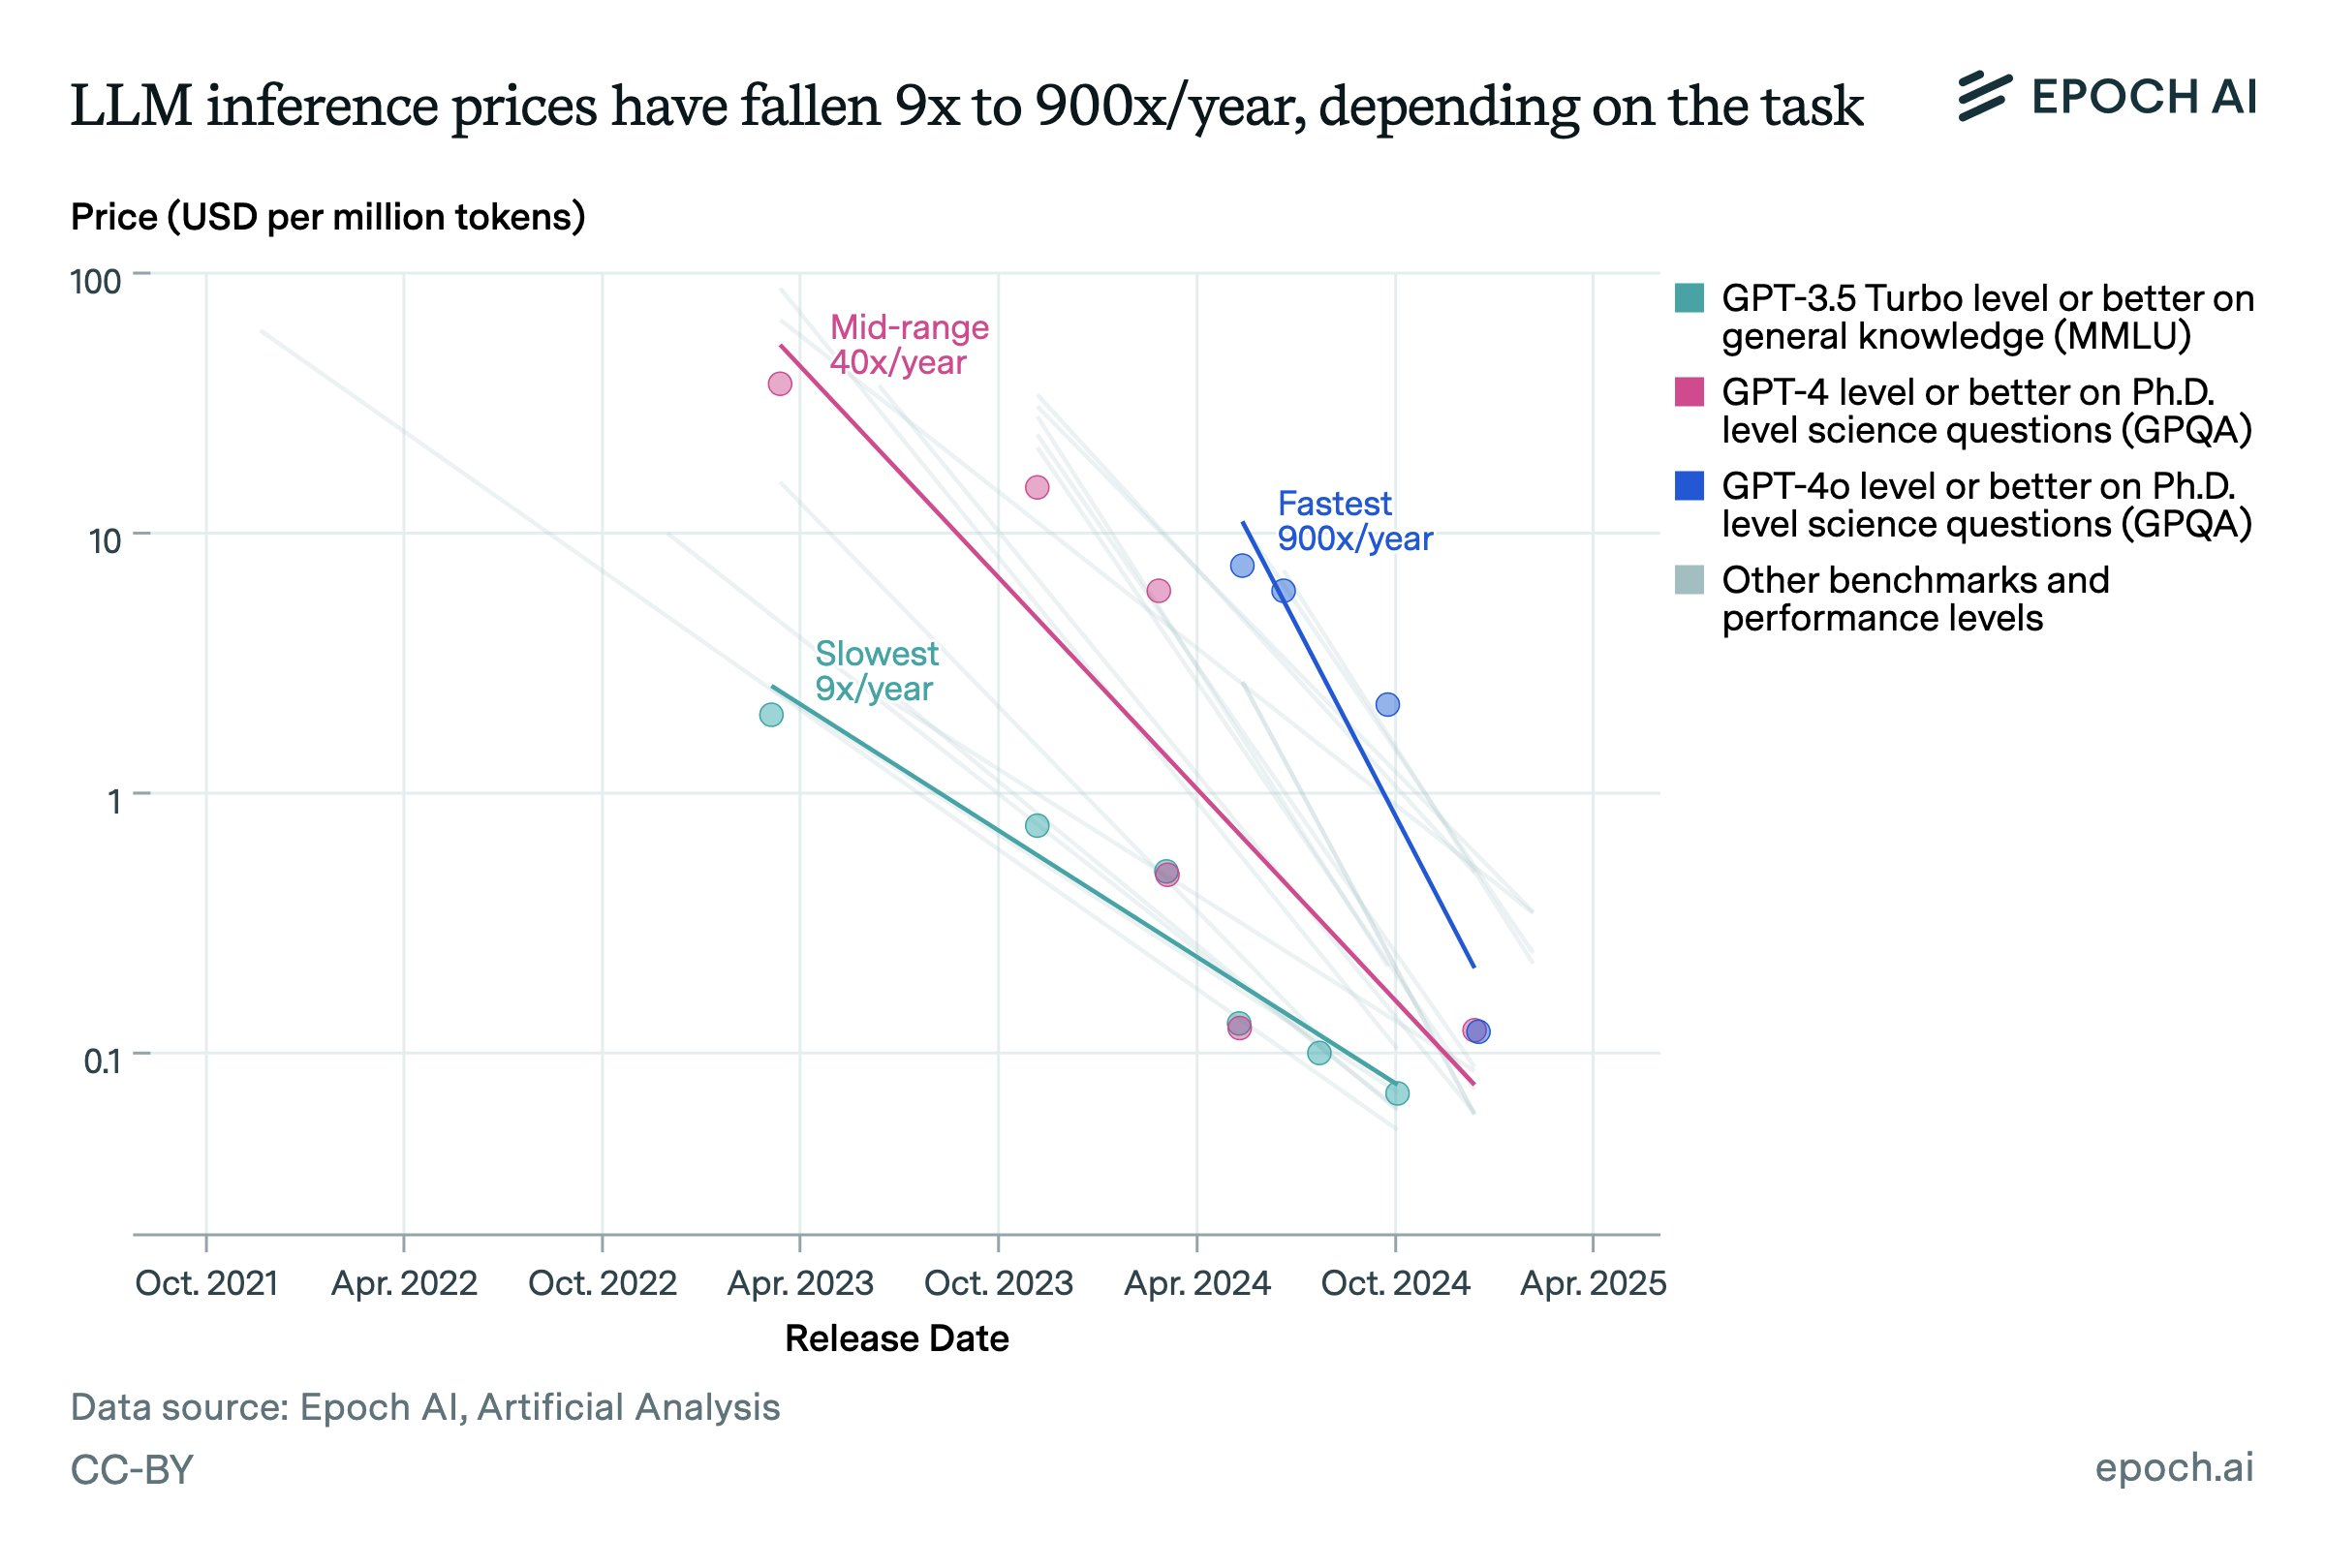 LLM inference prices have fallen 9x to 900x/year, depending on the task
EPOCH AI
Price (USD per million tokens)
100
10
1
0.1
Mid-range
40x/year
Fastest
900x/year
Slowest
9x/year
GPT-3.5 Turbo level or better on
general knowledge (MMLU)
GPT-4 level or better on Ph.D.
level science questions (GPQA)
GPT-4o level or better on Ph.D.
level science questions (GPQA)
Other benchmarks and
performance levels
Oct. 2021 Apr. 2022 Oct. 2022 Apr. 2023 Oct. 2023 Apr. 2024 Oct. 2024 Apr. 2025
Release Date
Data source: Epoch AI, Artificial Analysis
CC-BY
epoch.ai